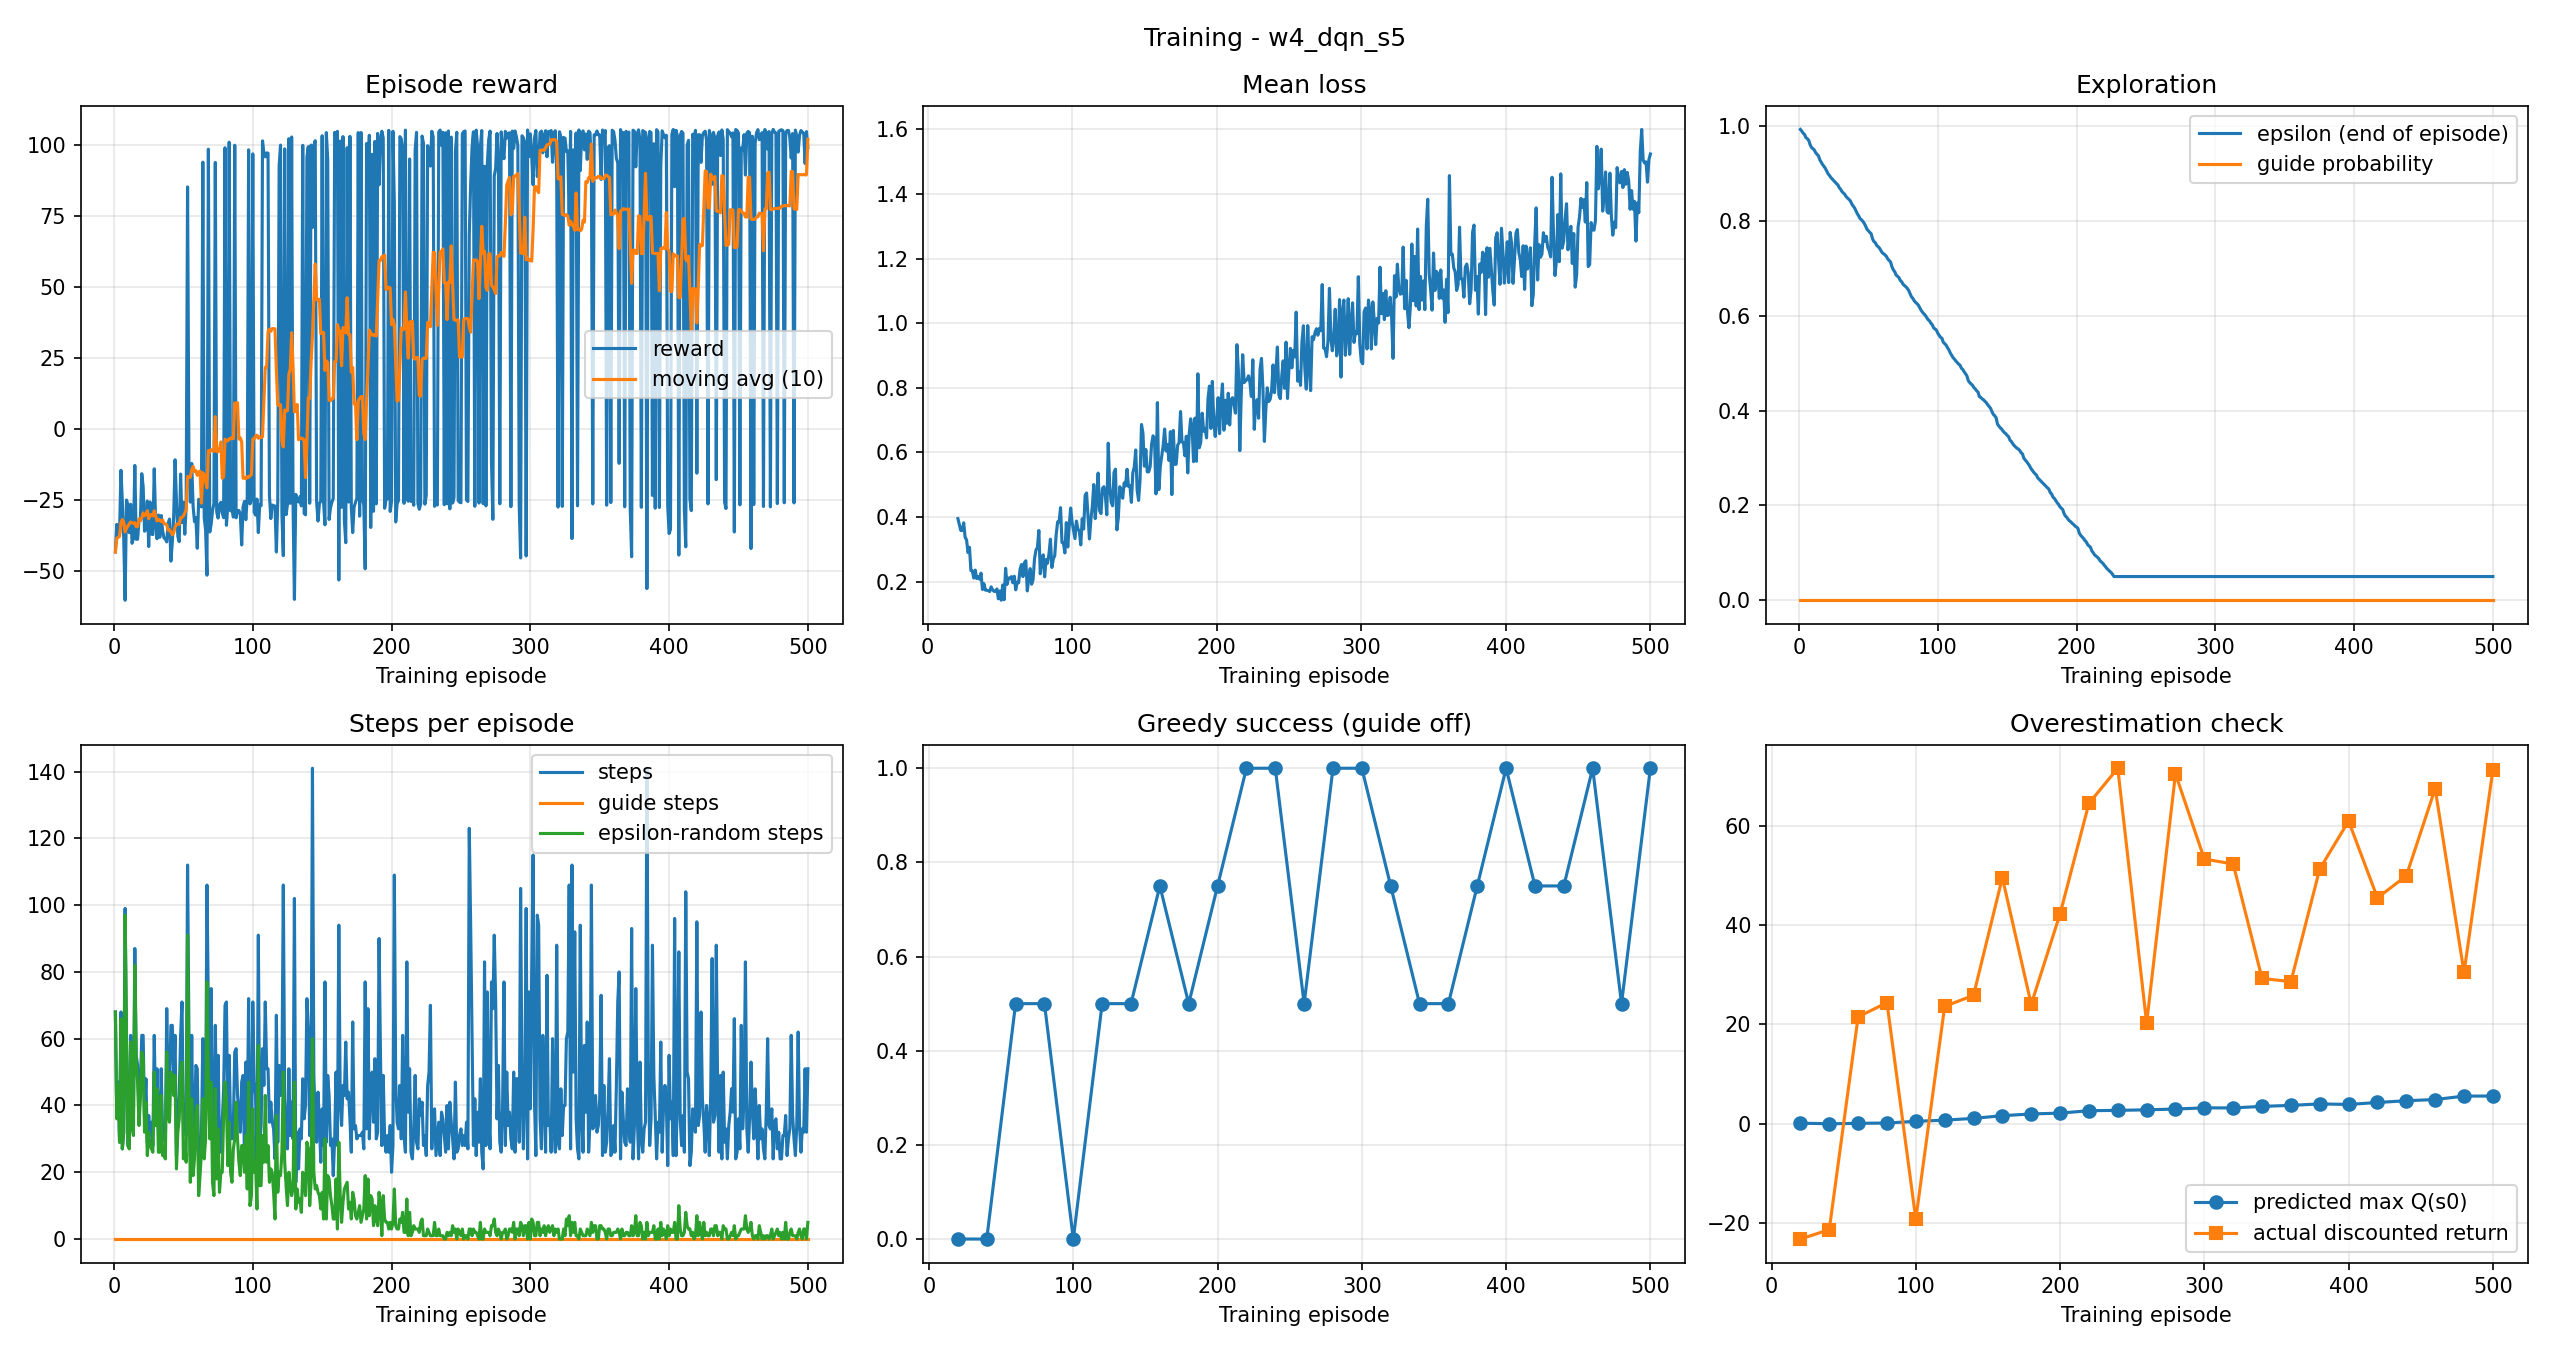 Training - w4_dqn_s5
Episode reward
100
75
50
25
0
−25
−50
reward
moving avg (10)
0 100 200 300 400 500
Training episode
Mean loss
1.6
1.4
1.2
1.0
0.8
0.6
0.4
0.2
0 100 200 300 400 500
Training episode
Exploration
1.0
0.8
0.6
0.4
0.2
0.0
epsilon (end of episode)
guide probability
0 100 200 300 400 500
Training episode
Steps per episode
140
120
100
80
60
40
20
0
steps
guide steps
epsilon-random steps
0 100 200 300 400 500
Training episode
Greedy success (guide off)
1.0
0.8
0.6
0.4
0.2
0.0
0 100 200 300 400 500
Training episode
Overestimation check
60
40
20
0
−20
predicted max Q(s0)
actual discounted return
0 100 200 300 400 500
Training episode